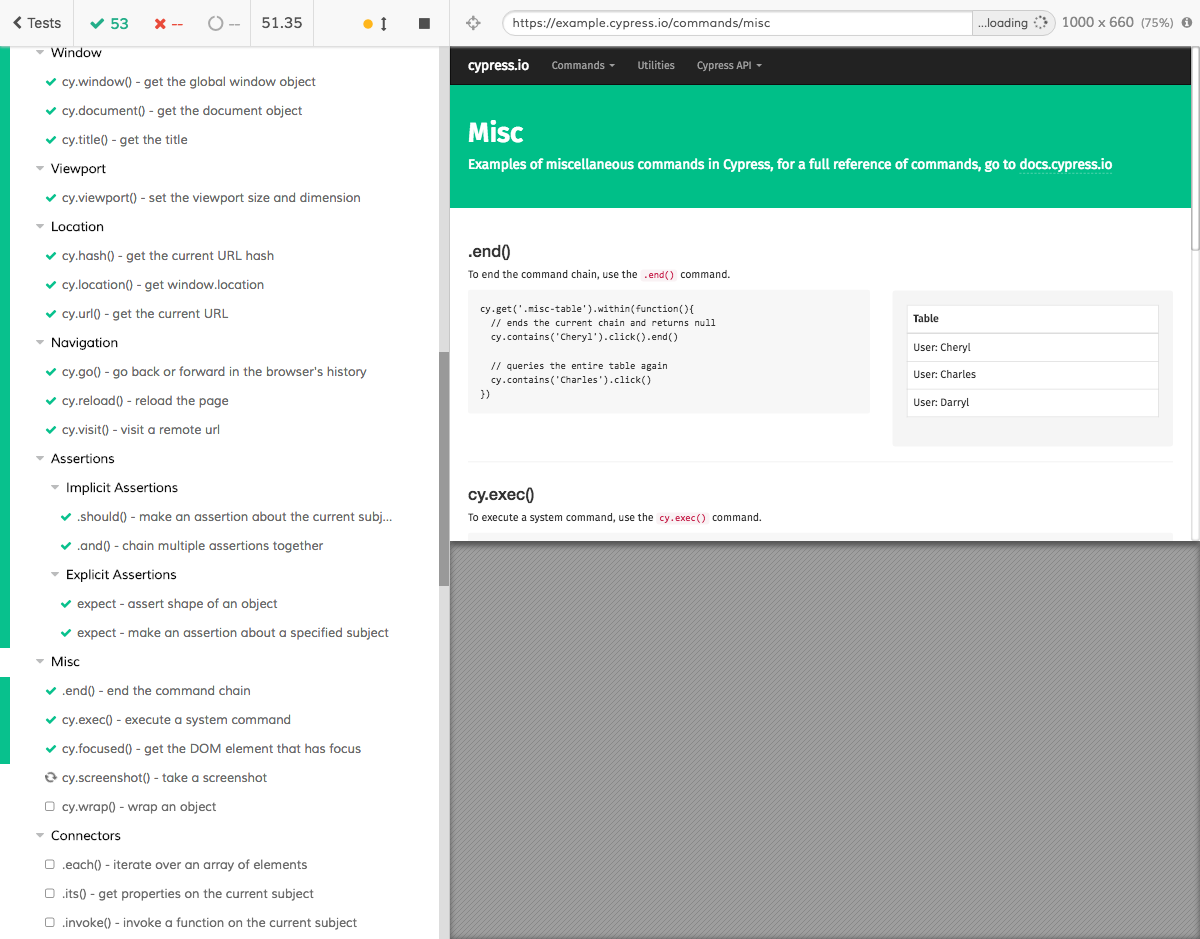 Tests
53
--
--
51.35
https://example.cypress.io/commands/misc
...loading
1000 x 660 (75%)
Window
cy.window() - get the global window object
cy.document() - get the document object
cy.title() - get the title
Viewport
cy.viewport() - set the viewport size and dimension
Location
cy.hash() - get the current URL hash
cy.location() - get window.location
cy.url() - get the current URL
Navigation
cy.go() - go back or forward in the browser's history
cy.reload() - reload the page
cy.visit() - visit a remote url
Assertions
Implicit Assertions
.should() - make an assertion about the current subj...
.and() - chain multiple assertions together
Explicit Assertions
expect - assert shape of an object
expect - make an assertion about a specified subject
Misc
.end() - end the command chain
cy.exec() - execute a system command
cy.focused() - get the DOM element that has focus
cy.screenshot() - take a screenshot
cy.wrap() - wrap an object
Connectors
.each() - iterate over an array of elements
.its() - get properties on the current subject
.invoke() - invoke a function on the current subject
cypress.io Commands Utilities Cypress API
Misc
Examples of miscellaneous commands in Cypress, for a full reference of commands, go to docs.cypress.io
.end()
To end the command chain, use the .end() command.
cy.get('.misc-table').within(function(){
// ends the current chain and returns null
cy.contains('Cheryl').click().end()
// queries the entire table again
cy.contains('Charles').click()
})
Table
User: Cheryl
User: Charles
User: Darryl
cy.exec()
To execute a system command, use the cy.exec() command.